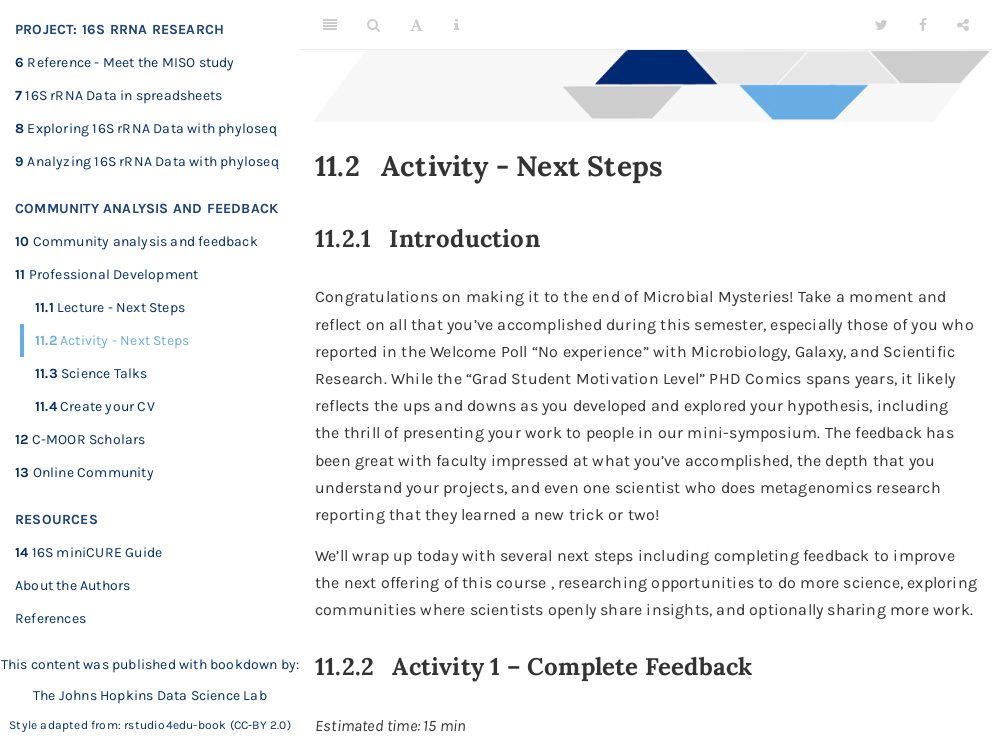 PROJECT: 16S RRNA RESEARCH
6 Reference - Meet the MISO study
7 16S rRNA Data in spreadsheets
8 Exploring 16S rRNA Data with phyloseq
9 Analyzing 16S rRNA Data with phyloseq
COMMUNITY ANALYSIS AND FEEDBACK
10 Community analysis and feedback
11 Professional Development
11.1 Lecture - Next Steps
11.2 Activity - Next Steps
11.3 Science Talks
11.4 Create your CV
12 C-MOOR Scholars
13 Online Community
RESOURCES
14 16S miniCURE Guide
About the Authors
References
This content was published with bookdown by:
The Johns Hopkins Data Science Lab
Style adapted from: rstudio4edu-book (CC-BY 2.0)
11.2 Activity - Next Steps
11.2.1 Introduction
Congratulations on making it to the end of Microbial Mysteries! Take a moment and
reflect on all that you’ve accomplished during this semester, especially those of you who
reported in the Welcome Poll “No experience” with Microbiology, Galaxy, and Scientific
Research. While the “Grad Student Motivation Level” PHD Comics spans years, it likely
reflects the ups and downs as you developed and explored your hypothesis, including
the thrill of presenting your work to people in our mini-symposium. The feedback has
been great with faculty impressed at what you’ve accomplished, the depth that you
understand your projects, and even one scientist who does metagenomics research
reporting that they learned a new trick or two!
We’ll wrap up today with several next steps including completing feedback to improve
the next offering of this course , researching opportunities to do more science, exploring
communities where scientists openly share insights, and optionally sharing more work.
11.2.2 Activity 1 – Complete Feedback
Estimated time: 15 min